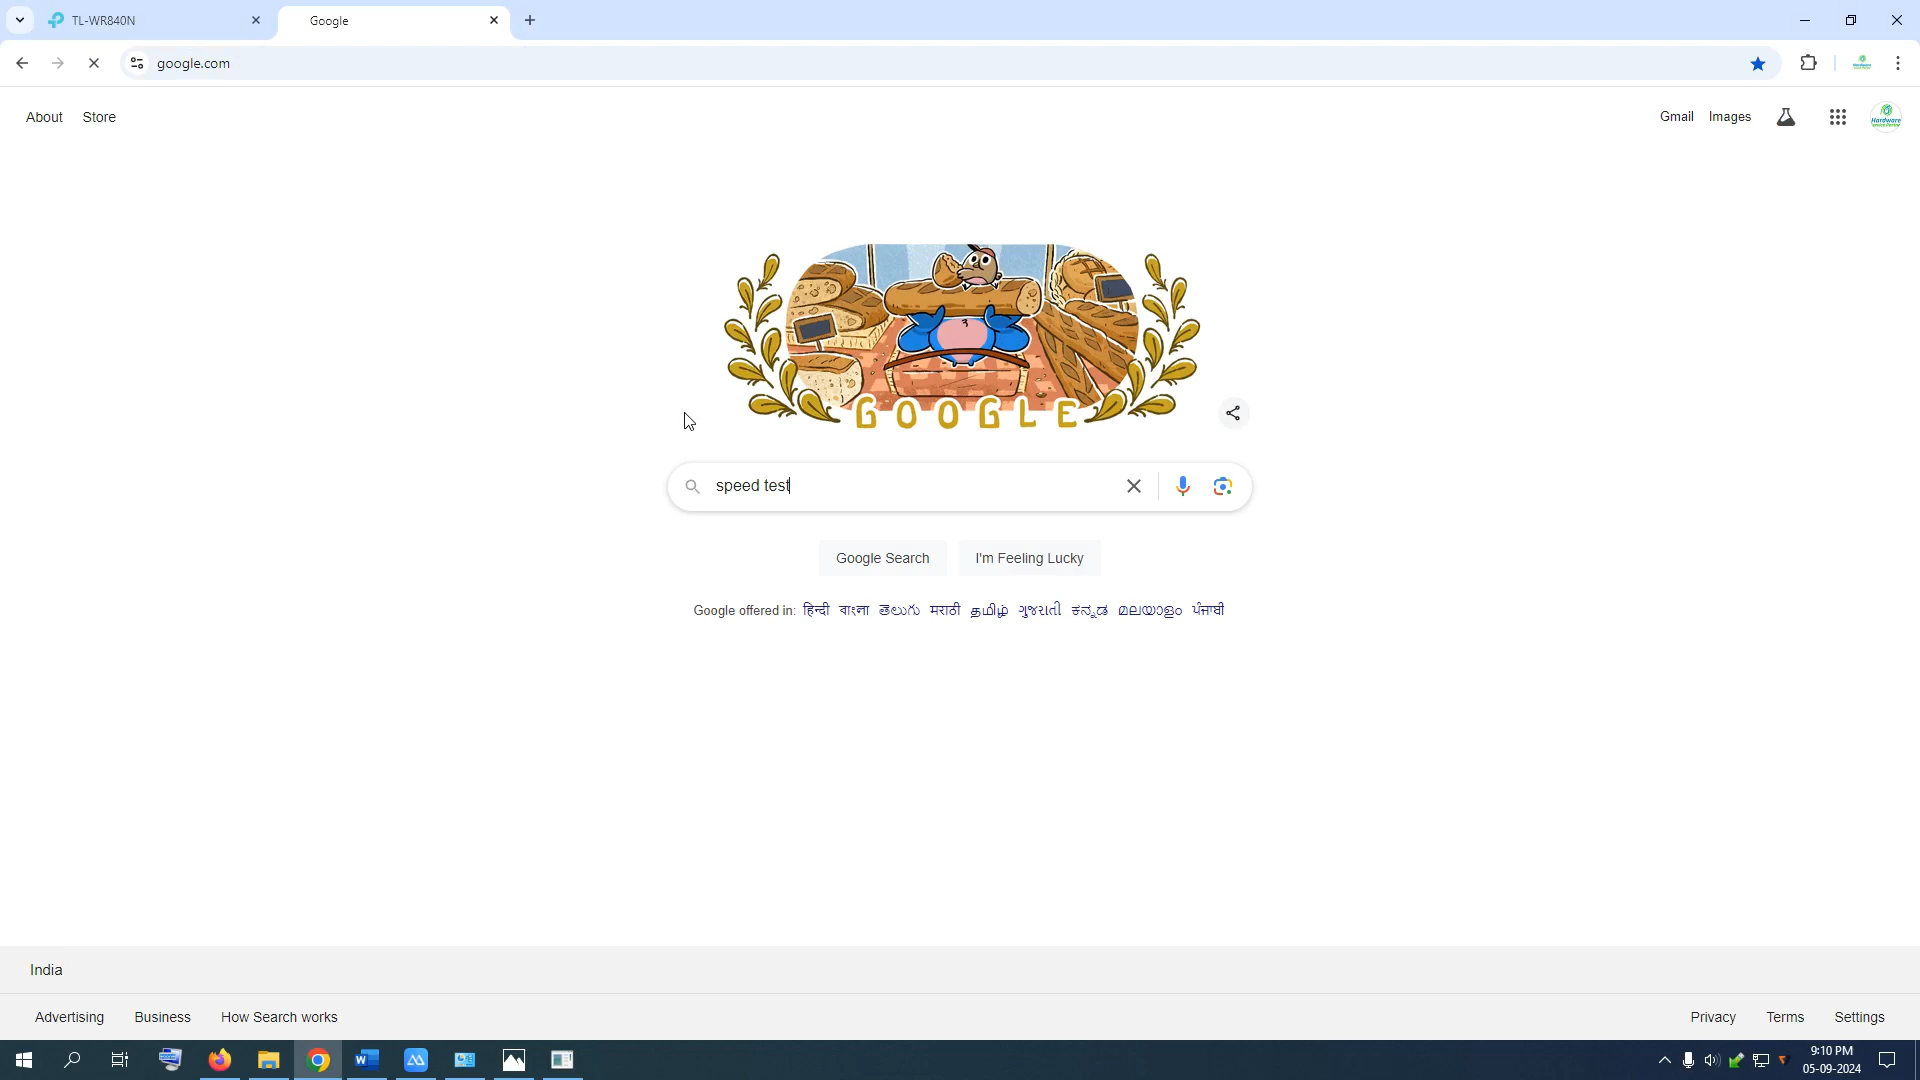 TL-WR840N
Google
google.com
About Store
Gmail Images
GOOGLE
speed test
Google Search I'm Feeling Lucky
Google offered in: हिन्दी বাংলা తెలుగు मराठी தமிழ் ગુજરાતી ಕನ್ನಡ മലയാളം ਪੰਜਾਬੀ
India
Advertising Business How Search works
Privacy Terms Settings
9:10 PM
05-09-2024